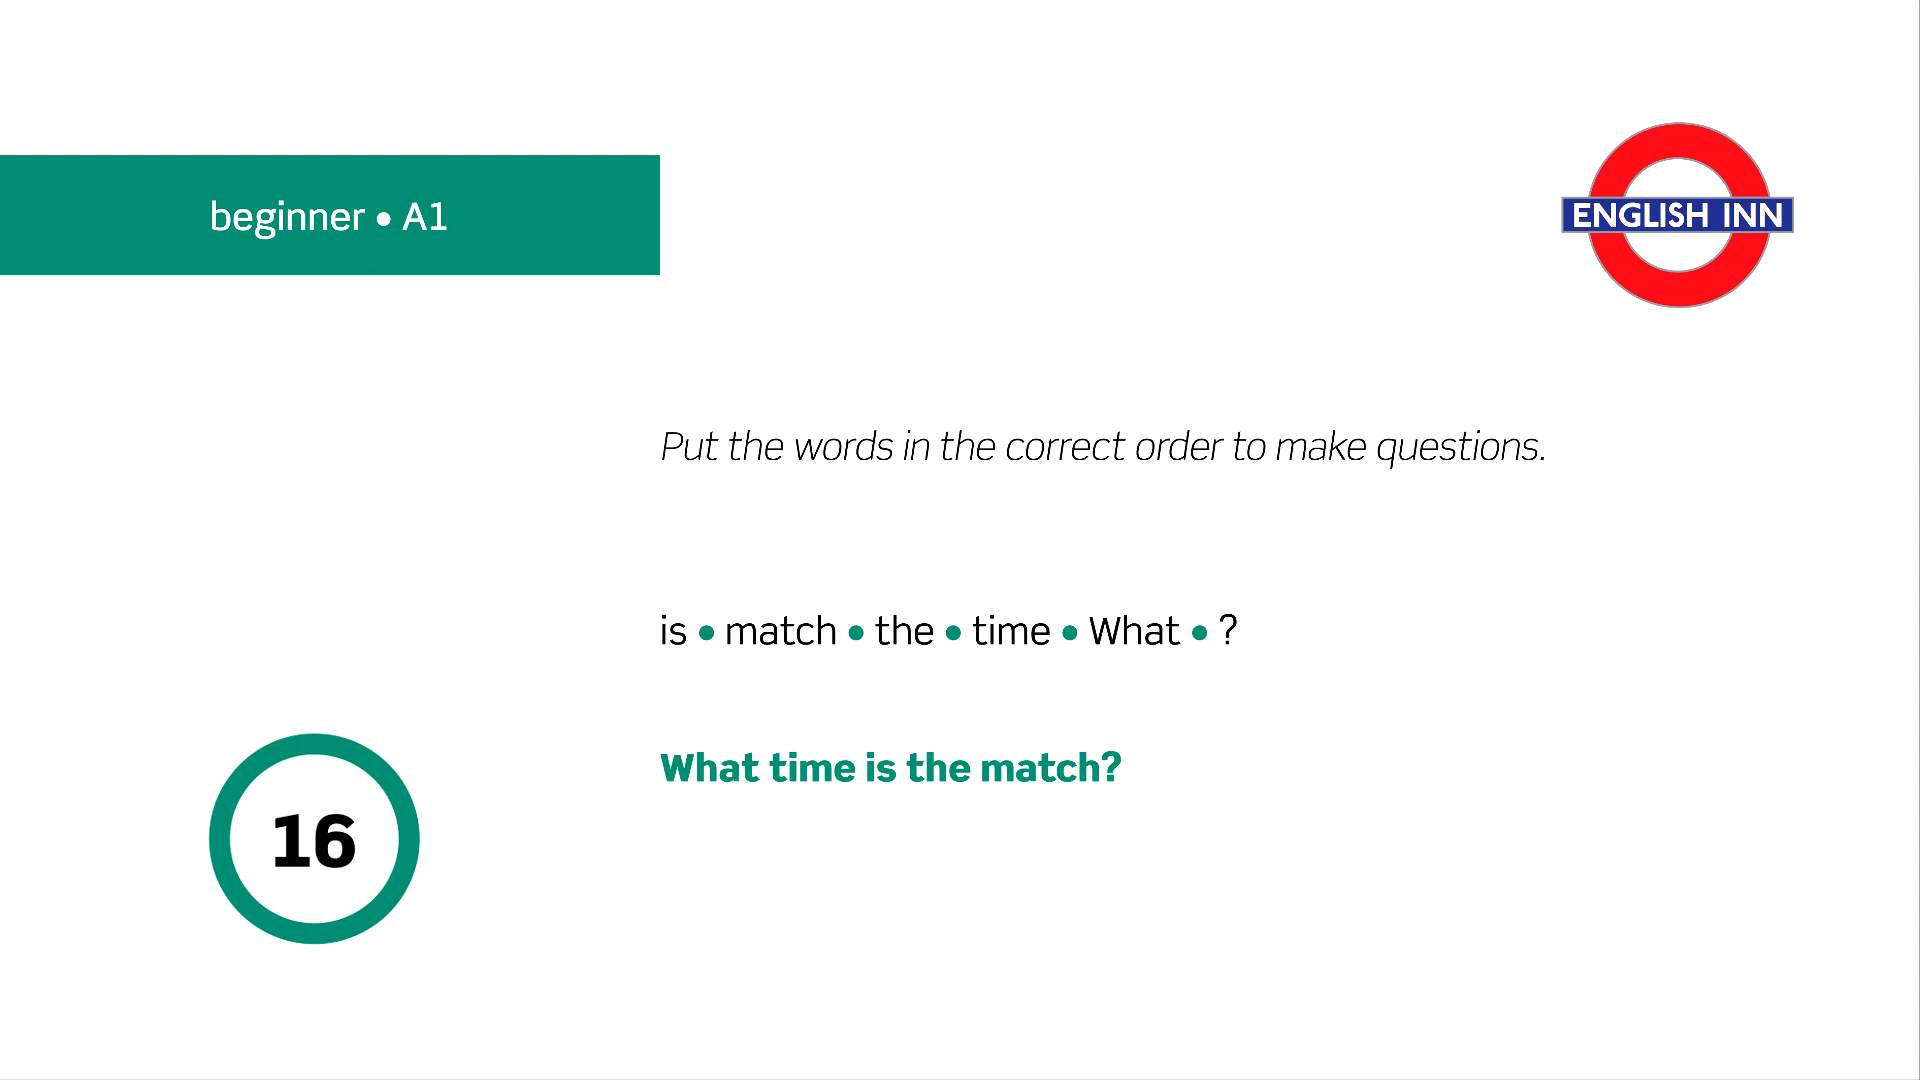 beginner • A1
ENGLISH INN
Put the words in the correct order to make questions.
is • match • the • time • What • ?
What time is the match?
16